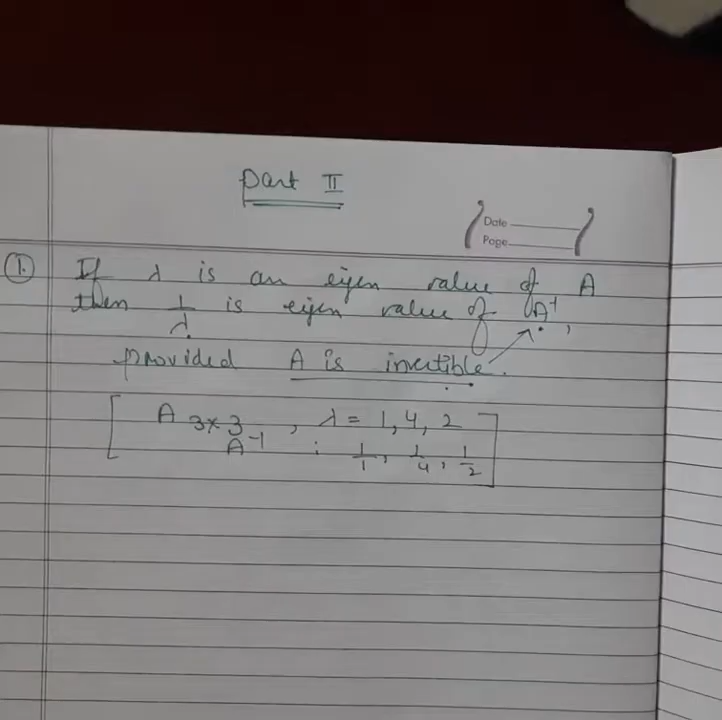 Part II
Date
Page
① If λ is an eigen value of A
then 1/λ is eigen value of A⁻¹,
provided A is invertible.
A 3×3 , λ = 1, 4, 2
A⁻¹ : 1/1, 1/4, 1/2